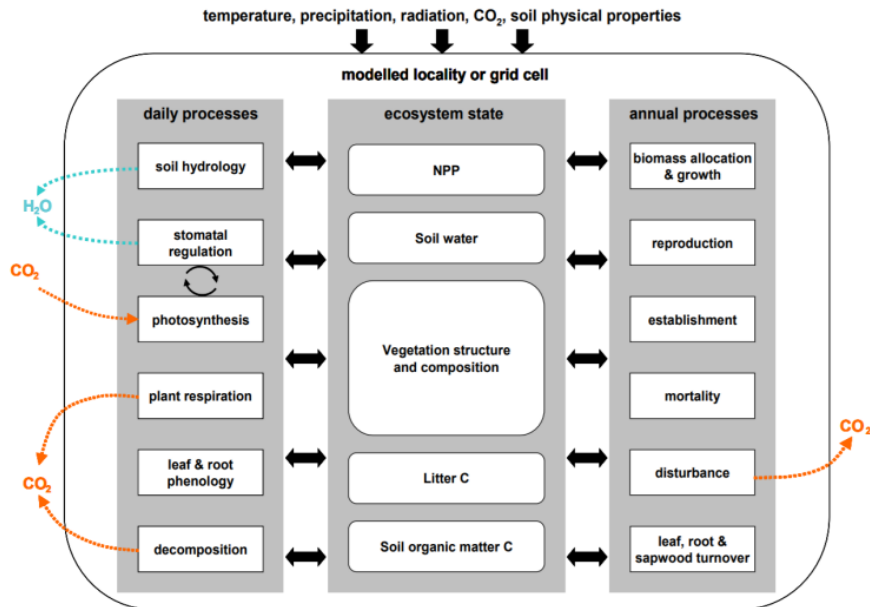 temperature, precipitation, radiation, CO₂, soil physical properties
modelled locality or grid cell
daily processes
soil hydrology
H₂O
stomatal
regulation
CO₂
photosynthesis
plant respiration
CO₂
leaf & root
phenology
decomposition
ecosystem state
NPP
Soil water
Vegetation structure
and composition
Litter C
Soil organic matter C
annual processes
biomass allocation
& growth
reproduction
establishment
mortality
disturbance
CO₂
leaf, root &
sapwood turnover